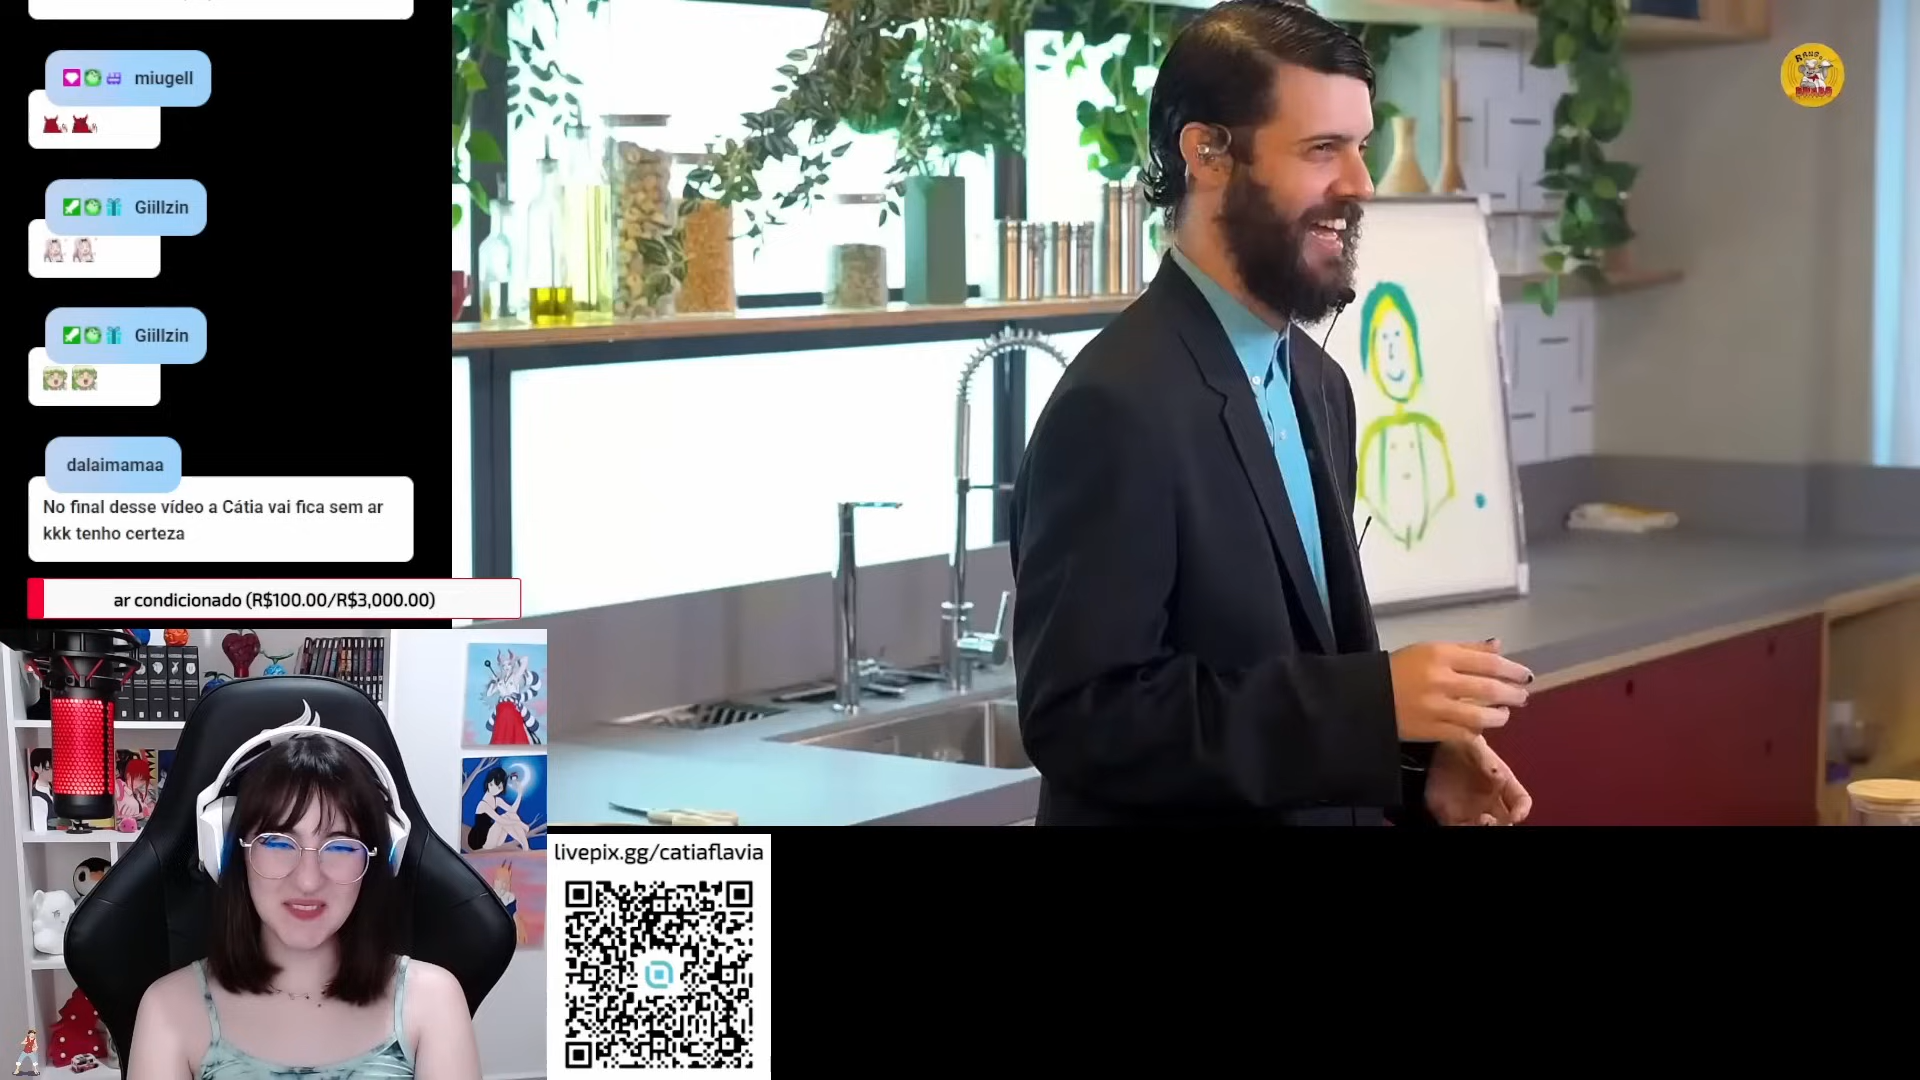 miugell
Giillzin
Giillzin
dalaimamaa
No final desse vídeo a Cátia vai fica sem ar
kkk tenho certeza
ar condicionado (R$100.00/R$3,000.00)
livepix.gg/catiaflavia